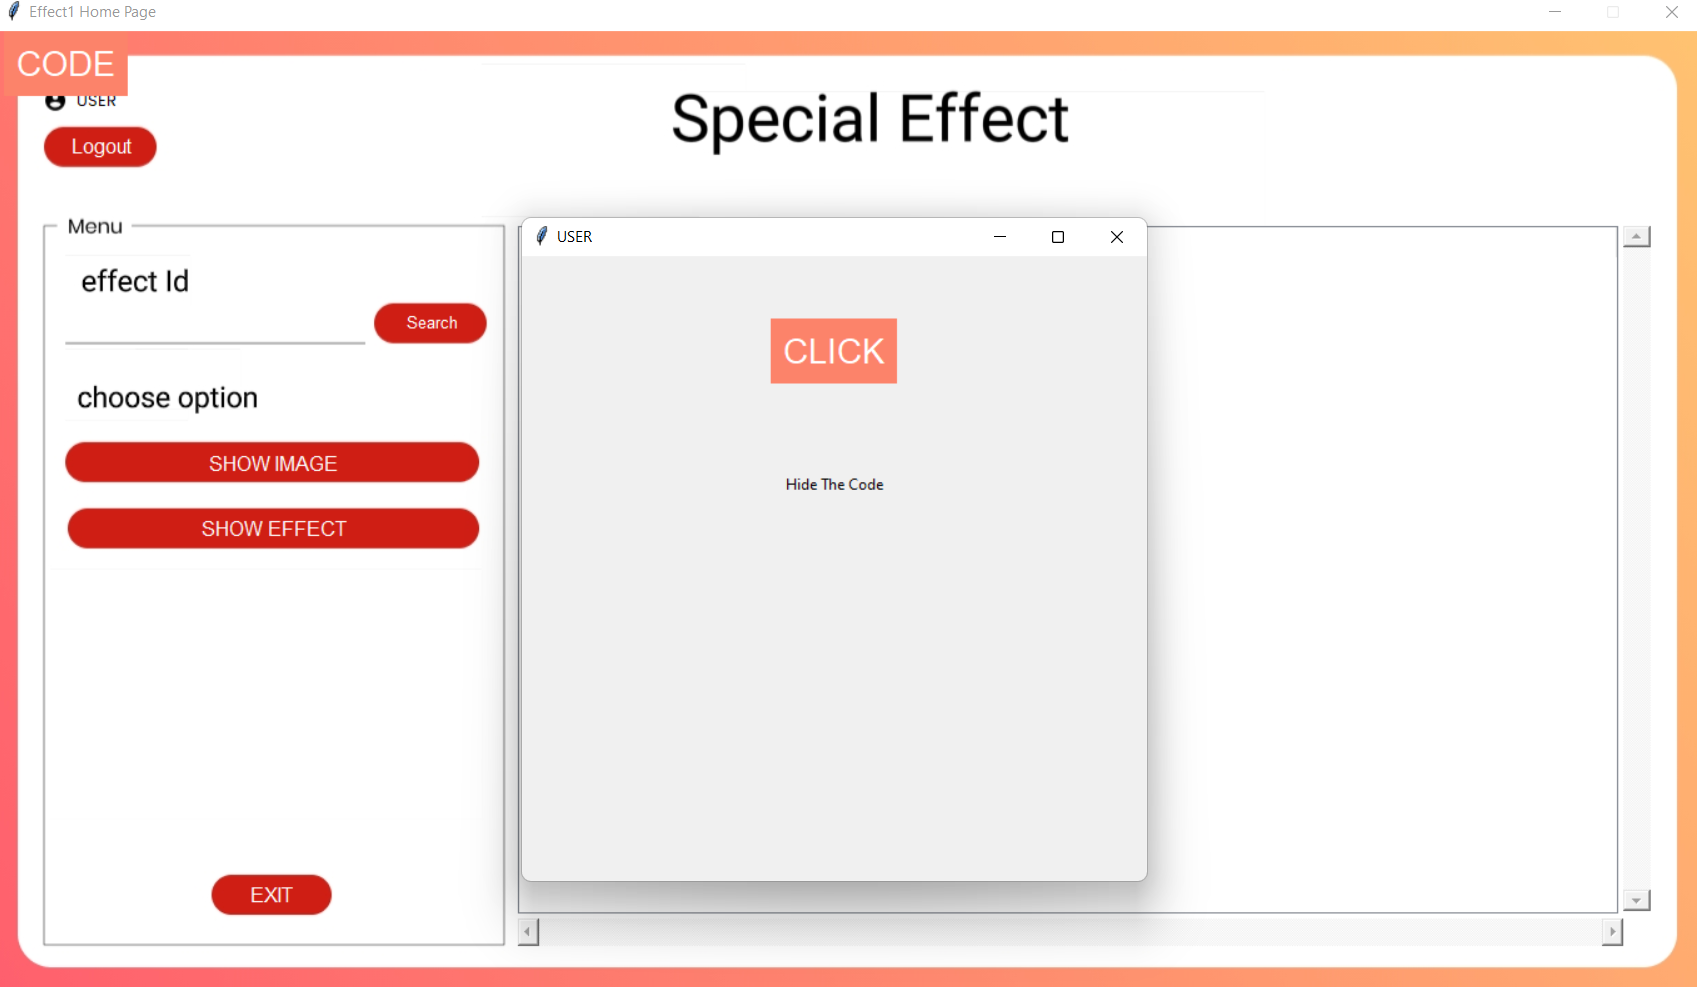 Effect1 Home Page
CODE
USER
Logout
Special Effect
Menu
effect Id
Search
choose option
SHOW IMAGE
SHOW EFFECT
EXIT
USER
CLICK
Hide The Code